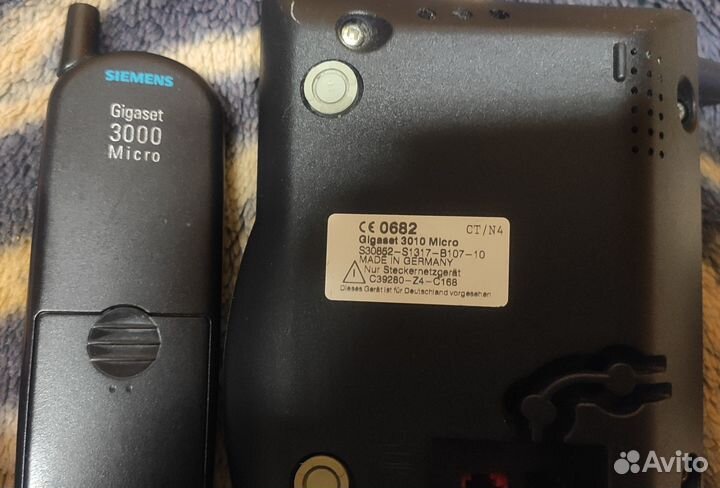 SIEMENS
Gigaset
3000
Micro
CE 0682 CT/N4
Gigaset 3010 Micro
S30852-S1317-B107-10
MADE IN GERMANY
Nur Steckernetzgerät
C39280-Z4-C168
Dieses Gerät ist für Deutschland vorgesehen
Avito